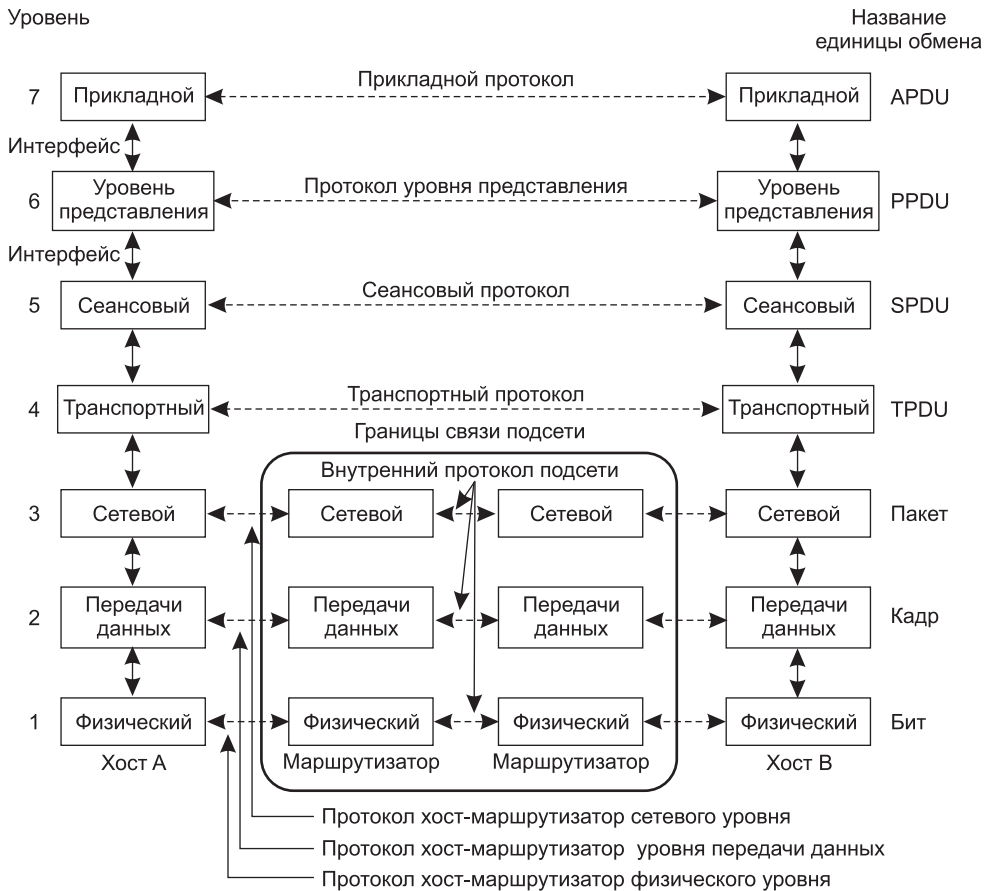 Уровень
Название
единицы обмена
7
Прикладной
Прикладной протокол
Прикладной
APDU
Интерфейс
6
Уровень
представления
Протокол уровня представления
Уровень
представления
PPDU
Интерфейс
5
Сеансовый
Сеансовый протокол
Сеансовый
SPDU
4
Транспортный
Транспортный протокол
Транспортный
TPDU
Границы связи подсети
Внутренний протокол подсети
3
Сетевой
Сетевой
Сетевой
Сетевой
Пакет
2
Передачи
данных
Передачи
данных
Передачи
данных
Передачи
данных
Кадр
1
Физический
Физический
Физический
Физический
Бит
Хост А
Маршрутизатор
Маршрутизатор
Хост В
Протокол хост-маршрутизатор сетевого уровня
Протокол хост-маршрутизатор уровня передачи данных
Протокол хост-маршрутизатор физического уровня